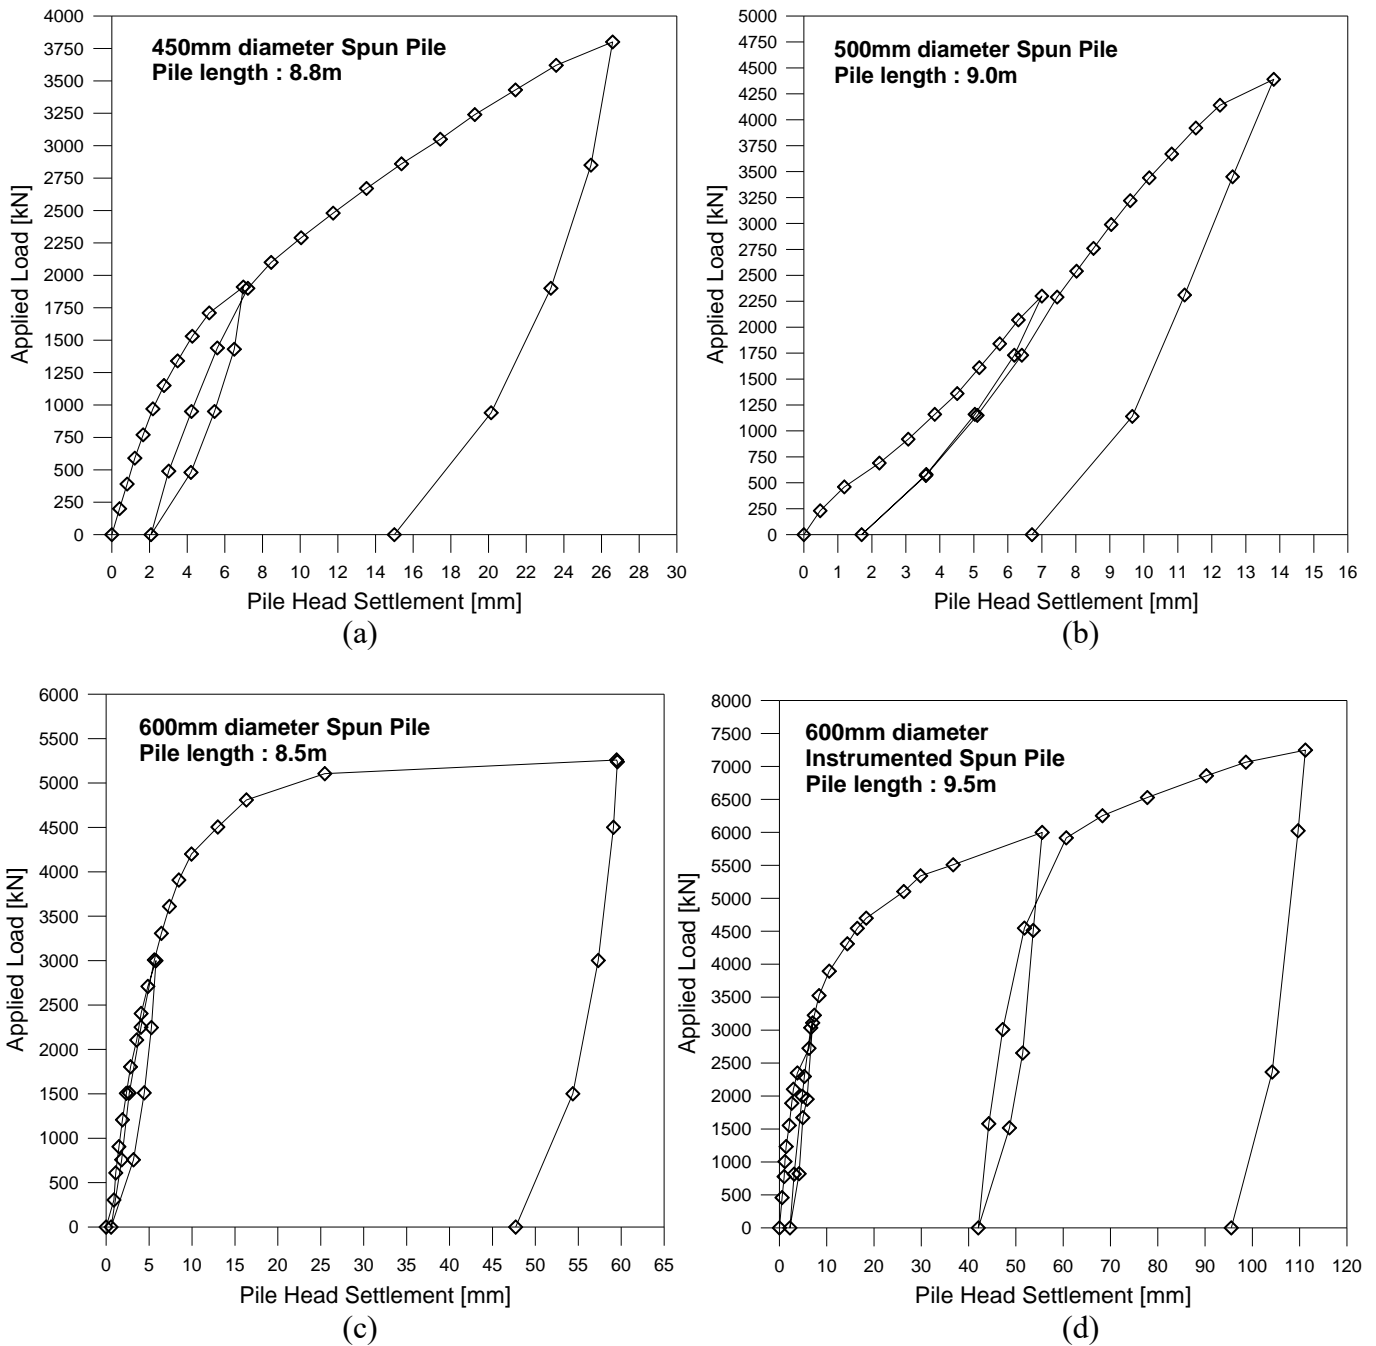 450mm diameter Spun Pile
Pile length : 8.8m
Applied Load [kN]
4000
3750
3500
3250
3000
2750
2500
2250
2000
1750
1500
1250
1000
750
500
250
0
0 2 4 6 8 10 12 14 16 18 20 22 24 26 28 30
Pile Head Settlement [mm]
(a)
500mm diameter Spun Pile
Pile length : 9.0m
Applied Load [kN]
5000
4750
4500
4250
4000
3750
3500
3250
3000
2750
2500
2250
2000
1750
1500
1250
1000
750
500
250
0
0 1 2 3 4 5 6 7 8 9 10 11 12 13 14 15 16
Pile Head Settlement [mm]
(b)
600mm diameter Spun Pile
Pile length : 8.5m
Applied Load [kN]
6000
5500
5000
4500
4000
3500
3000
2500
2000
1500
1000
500
0
0 5 10 15 20 25 30 35 40 45 50 55 60 65
Pile Head Settlement [mm]
(c)
600mm diameter
Instrumented Spun Pile
Pile length : 9.5m
Applied Load [kN]
8000
7500
7000
6500
6000
5500
5000
4500
4000
3500
3000
2500
2000
1500
1000
500
0
0 10 20 30 40 50 60 70 80 90 100 110 120
Pile Head Settlement [mm]
(d)